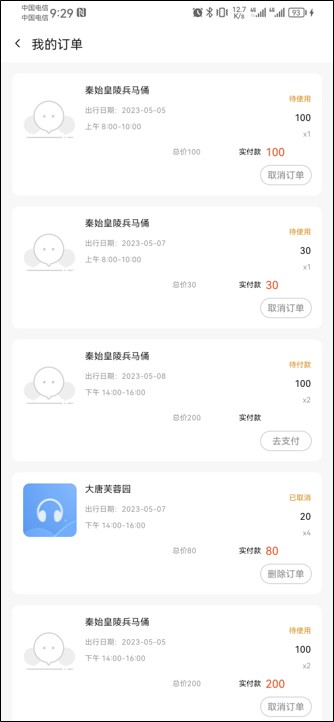 中国电信 9:29 12.7 K/s 4G 4G 93
中国电信
我的订单
秦始皇陵兵马俑
待使用
出行日期: 2023-05-05
100
上午 8:00-10:00
x1
总价100 实付款 100
取消订单
秦始皇陵兵马俑
待使用
出行日期: 2023-05-07
30
上午 8:00-10:00
x1
总价30 实付款 30
取消订单
秦始皇陵兵马俑
待付款
出行日期: 2023-05-08
100
下午 14:00-16:00
x2
总价200 实付款
去支付
大唐芙蓉园
已取消
出行日期: 2023-05-07
20
下午 14:00-16:00
x4
总价80 实付款 80
删除订单
秦始皇陵兵马俑
待使用
出行日期: 2023-05-05
100
下午 14:00-16:00
x2
总价200 实付款 200
取消订单